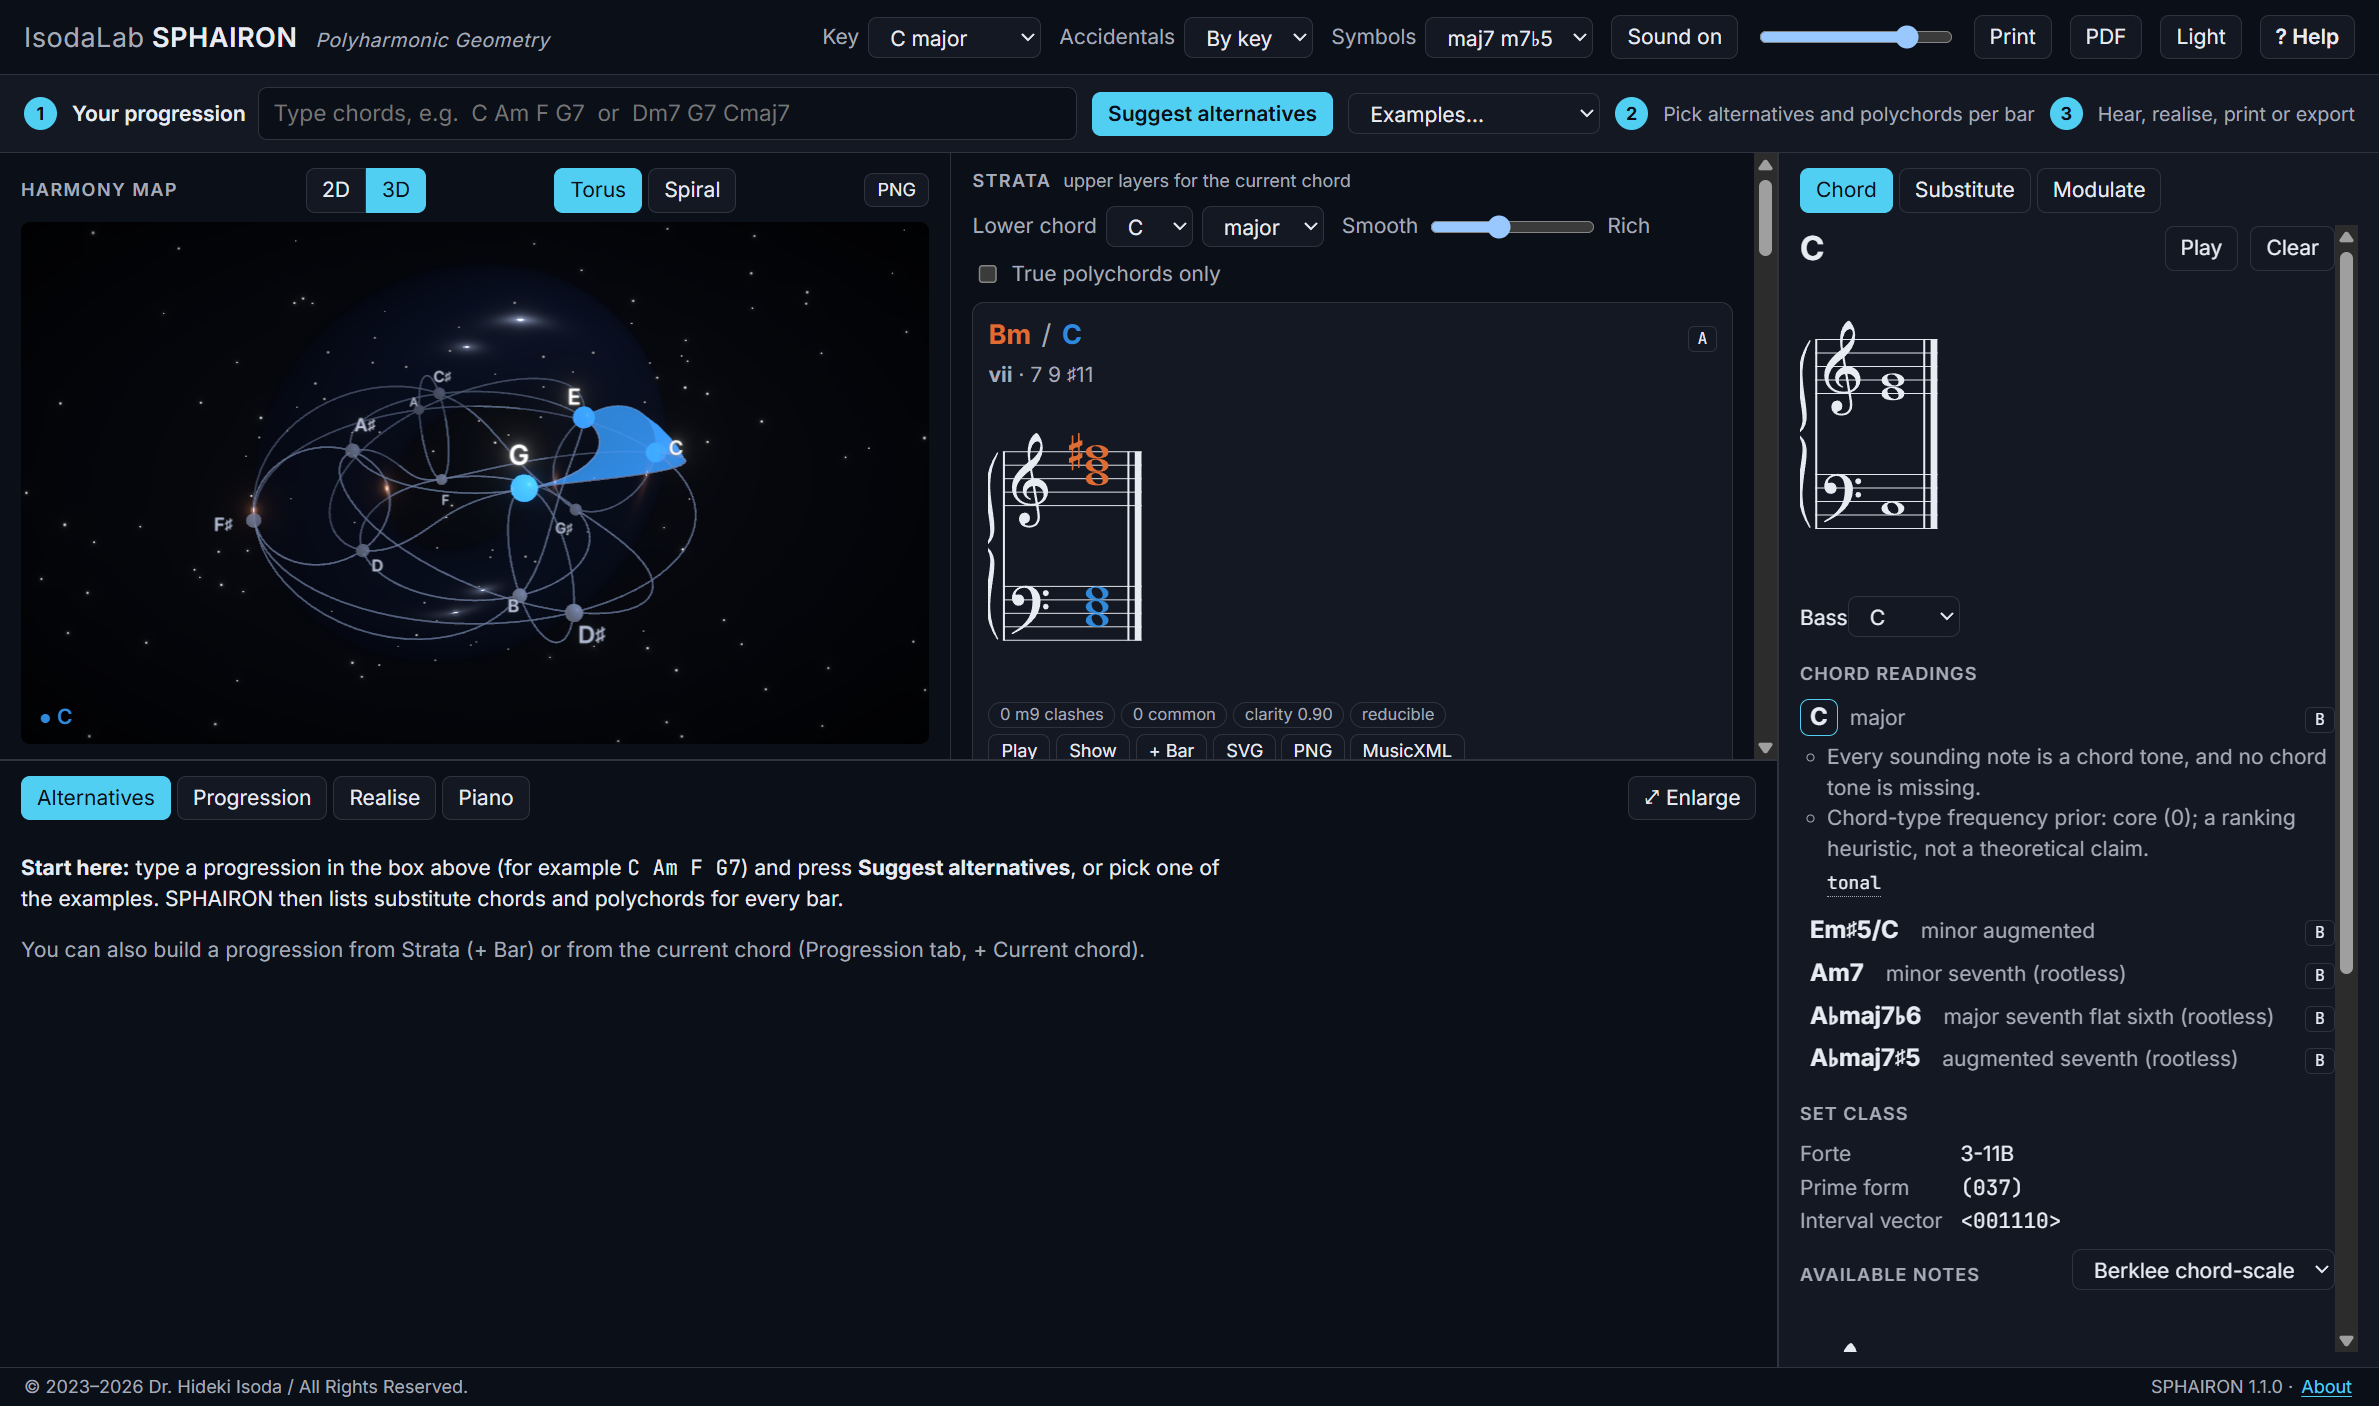 IsodaLab SPHAIRON Polyharmonic Geometry
Key C major Accidentals By key Symbols maj7 m7♭5 Sound on Print PDF Light ? Help
1 Your progression Type chords, e.g. C Am F G7 or Dm7 G7 Cmaj7 Suggest alternatives Examples... 2 Pick alternatives and polychords per bar 3 Hear, realise, print or export
HARMONY MAP 2D 3D Torus Spiral PNG
C♯
A
E
A♯
C
G
F
F♯
G♯
D
B
D♯
C
STRATA upper layers for the current chord
Lower chord C major Smooth Rich
True polychords only
Bm / C A
vii · 7 9 ♯11
0 m9 clashes 0 common clarity 0.90 reducible
Play Show + Bar SVG PNG MusicXML
Chord Substitute Modulate
C Play Clear
Bass C
CHORD READINGS
C major B
Every sounding note is a chord tone, and no chord
tone is missing.
Chord-type frequency prior: core (0); a ranking
heuristic, not a theoretical claim.
tonal
Em♯5/C minor augmented B
Am7 minor seventh (rootless) B
A♭maj7♭6 major seventh flat sixth (rootless) B
A♭maj7♯5 augmented seventh (rootless) B
SET CLASS
Forte 3-11B
Prime form (037)
Interval vector <001110>
AVAILABLE NOTES Berklee chord-scale
Alternatives Progression Realise Piano ⤢ Enlarge
Start here: type a progression in the box above (for example C Am F G7) and press Suggest alternatives, or pick one of
the examples. SPHAIRON then lists substitute chords and polychords for every bar.
You can also build a progression from Strata (+ Bar) or from the current chord (Progression tab, + Current chord).
© 2023–2026 Dr. Hideki Isoda / All Rights Reserved.
SPHAIRON 1.1.0 · About